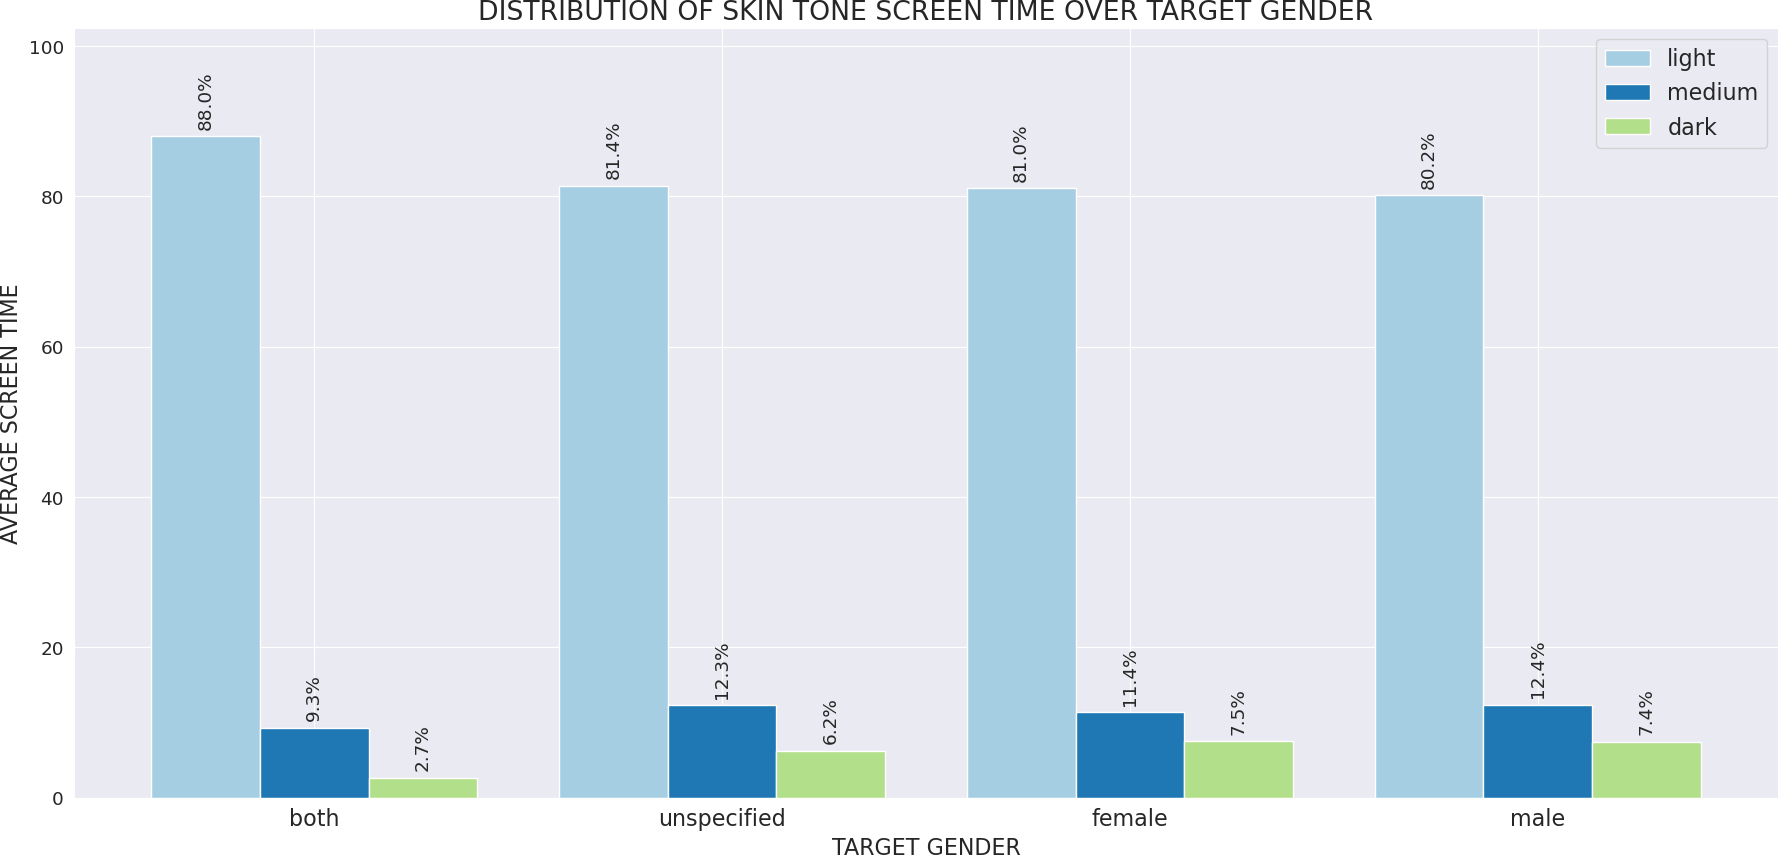 DISTRIBUTION OF SKIN TONE SCREEN TIME OVER TARGET GENDER
AVERAGE SCREEN TIME
100
80
60
40
20
0
light
medium
dark
88.0%
9.3%
2.7%
81.4%
12.3%
6.2%
81.0%
11.4%
7.5%
80.2%
12.4%
7.4%
both
unspecified
female
male
TARGET GENDER